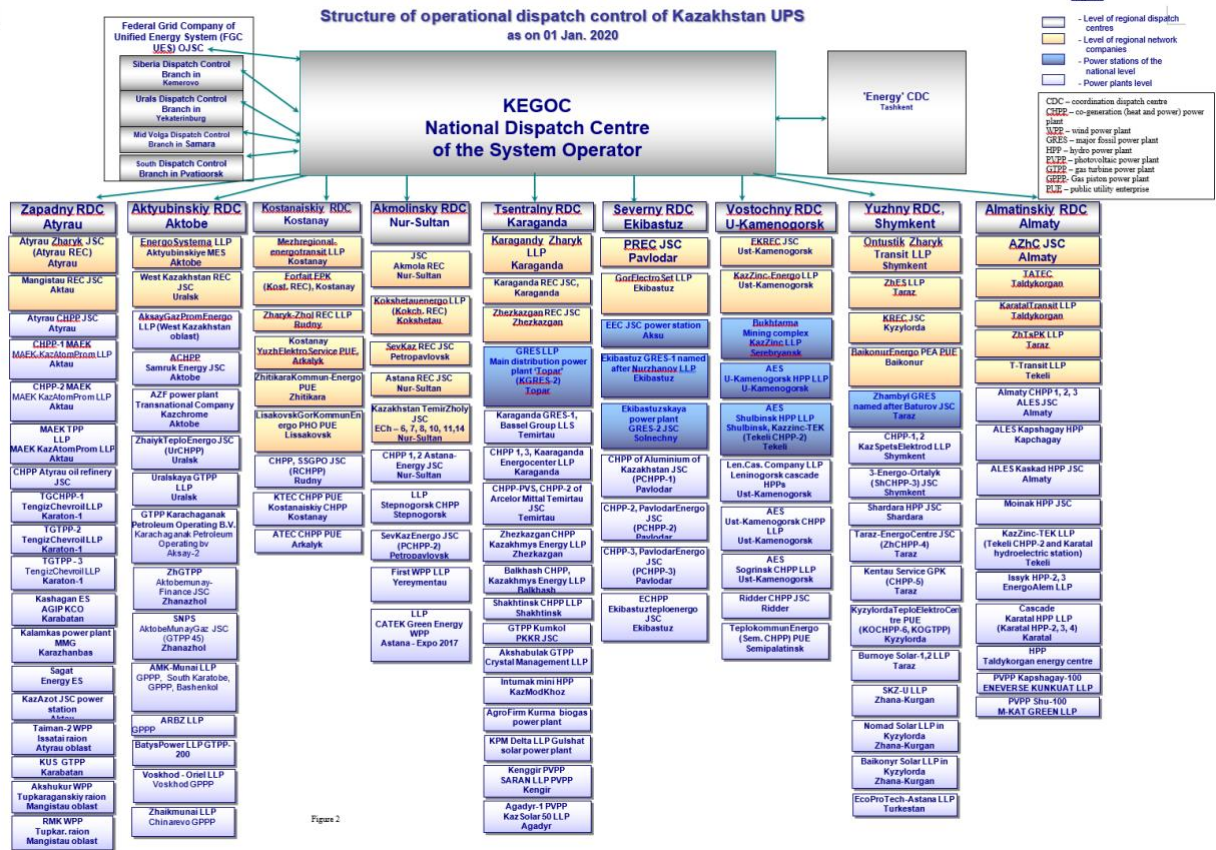 Structure of operational dispatch control of Kazakhstan UPS
as on 01 Jan. 2020
Federal Grid Company of
Unified Energy System (FGC
UES) OJSC
Siberia Dispatch Control
Branch in
Kemerovo
Urals Dispatch Control
Branch in
Yekaterinburg
Mid Volga Dispatch Control
Branch in Samara
South Dispatch Control
Branch in Pyatigorsk
KEGOC
National Dispatch Centre
of the System Operator
'Energy' CDC
Tashkent
- Level of regional dispatch
centres
- Level of regional network
companies
- Power stations of the
national level
- Power plants level
CDC – coordination dispatch centre
CHPP – co-generation (heat and power) power
plant
WPP – wind power plant
GRES – major fossil power plant
HPP – hydro power plant
PVPP – photovoltaic power plant
GTPP – gas turbine power plant
GPPP- Gas piston power plant
PUE – public utility enterprise
Zapadny RDC
Atyrau
Atyrau Zharyk JSC
(Atyrau REC)
Atyrau
Mangistau REC JSC
Aktau
Atyrau CHPP JSC
Atyrau
CHPP-1 MAEK
MAEK-KazAtomProm LLP
Aktau
CHPP-2 MAEK
MAEK KazAtomProm LLP
Aktau
MAEK TPP
LLP
MAEK KazAtomProm LLP
Aktau
CHPP Atyrau oil refinery
JSC
TGCHPP-1
TengizChevroil LLP
Karaton-1
TGTPP-2
TengizChevroil LLP
Karaton-1
TGTPP - 3
TengizChevroil LLP
Karaton-1
Kashagan ES
AGIP KCO
Karabatan
Kalamkas power plant
MMG
Karazhanbas
Sagat
Energy ES
KazAzot JSC power
station
Aktau
Taiman-2 WPP
Issatai raion
Atyrau oblast
KUS GTPP
Karabatan
Akshukur WPP
Tupkaraganskiy raion
Mangistau oblast
RMK WPP
Tupkar. raion
Mangistau oblast
Aktyubinskiy RDC
Aktobe
EnergoSystema LLP
Aktyubinskiye MES
Aktobe
West Kazakhstan REC
JSC
Uralsk
AksayGazPromEnergo
LLP (West Kazakhstan
oblast)
ACHPP
Samruk Energy JSC
Aktobe
AZF power plant
Transnational Company
Kazchrome
Aktobe
ZhaiykTeploEnergo JSC
(UrCHPP)
Uralsk
Uralskaya GTPP
LLP
Uralsk
GTPP Karachaganak
Petroleum Operating B.V.
Karachaganak Petroleum
Operating bv
Aksay-2
ZhGTPP
Aktobemunay-
Finance JSC
Zhanazhol
SNPS
AktobeMunayGaz JSC
(GTPP 45)
Zhanazhol
AMK-Munai LLP
GPPP, South Karatobe,
GPPP, Bashenkol
ARBZ LLP
GPPP
BatysPower LLP GTPP-
200
Voskhod - Oriel LLP
Voskhod GPPP
Zhaikmunai LLP
Chinarevo GPPP
Kostanaiskiy RDC
Kostanay
Mezhregional-
energotransit LLP
Kostanay
Forfait EPK
(Kost. REC), Kostanay
Zharyk-Zhol REC LLP
Rudny
Kostanay
YuzhElektroService PUE,
Arkalyk
ZhitikaraKommun-Energo
PUE
Zhitikara
LisakovskGorKommunEn
ergo PHO PUE
Lissakovsk
CHPP, SSGPO JSC
(RCHPP)
Rudny
KTEC CHPP PUE
Kostanaiskiy CHPP
Kostanay
ATEC CHPP PUE
Arkalyk
Akmolinskiy RDC
Nur-Sultan
JSC
Akmola REC
Nur-Sultan
Kokshetauenergo LLP
(Kokch. REC)
Kokshetau
SevKaz REC JSC
Petropavlovsk
Astana REC JSC
Nur-Sultan
Kazakhstan TemirZholy
JSC
ECh – 6, 7, 8, 10, 11,14
Nur-Sultan
CHPP 1, 2 Astana-
Energy JSC
Nur-Sultan
LLP
Stepnogorsk CHPP
Stepnogorsk
SevKazEnergo JSC
(PCHPP-2)
Petropavlovsk
First WPP LLP
Yereymentau
LLP
CATEK Green Energy
WPP
Astana - Expo 2017
Tsentralny RDC
Karaganda
Karagandy Zharyk
LLP
Karaganda
Karaganda REC JSC,
Karaganda
Zhezkazgan REC JSC
Zhezkazgan
GRES LLP
Main distribution power
plant 'Topar'
(KGRES-2)
Topar
Karaganda GRES-1,
Bassel Group LLS
Temirtau
CHPP 1, 3, Kaaraganda
Energocenter LLP
Karaganda
CHPP-PVS, CHPP-2 of
Arcelor Mittal Temirtau
JSC
Temirtau
Zhezkazgan CHPP
Kazakhmys Energy LLP
Zhezkazgan
Balkhash CHPP,
Kazakhmys Energy LLP
Balkhash
Shakhtinsk CHPP LLP
Shakhtinsk
GTPP Kumkol
PKKR JSC
Akshabulak GTPP
Crystal Management LLP
Intumak mini HPP
KazModKhoz
AgroFirm Kurma biogas
power plant
KPM Delta LLP Gulshat
solar power plant
Kenggir PVPP
SARAN LLP PVPP
Kengir
Agadyr-1 PVPP
KazSolar 50 LLP
Agadyr
Severny RDC
Ekibastuz
PREC JSC
Pavlodar
GorElectroSet LLP
Ekibastuz
EEC JSC power station
Aksu
Ekibastuz GRES-1 named
after Nurzhanov LLP
Ekibastuz
Ekibastuzskaya
power plant
GRES-2 JSC
Solnechny
CHPP of Aluminium of
Kazakhstan JSC
(PCHPP-1)
Pavlodar
CHPP-2, PavlodarEnergo
JSC
(PCHPP-2)
Pavlodar
CHPP-3, PavlodarEnergo
JSC
(PCHPP-3)
Pavlodar
ECHPP
Ekibastuzteploenergo
JSC
Ekibastuz
Vostochny RDC
U-Kamenogorsk
EKREC JSC
Ust-Kamenogorsk
KazZinc-Energo LLP
Ust-Kamenogorsk
Bukhtarma
Mining complex
KazZinc LLP
Serebryansk
AES
U-Kamenogorsk HPP LLP
U-Kamenogorsk
AES
Shulbinsk HPP LLP
Shulbinsk, Kazzinc-TEK
(Tekeli CHPP-2)
Tekeli
Len.Cas. Company LLP
Leninogorsk cascade
HPPs
Ust-Kamenogorsk
AES
Ust-Kamenogorsk CHPP
LLP
Ust-Kamenogorsk
AES
Sogrinsk CHPP LLP
Ust-Kamenogorsk
Ridder CHPP JSC
Ridder
TeplokommunEnergo
(Sem. CHPP) PUE
Semipalatinsk
Yuzhny RDC,
Shymkent
Ontustik Zharyk
Transit LLP
Shymkent
ZhES LLP
Taraz
KREC JSC
Kyzylorda
BaikonurEnergo PEA PUE
Baikonur
Zhambyl GRES
named after Baturov JSC
Taraz
CHPP-1, 2
KazSpetsElektrod LLP
Shymkent
3-Energo-Ortalyk
(ShCHPP-3) JSC
Shymkent
Shardara HPP JSC
Shardara
Taraz-EnergoCentre JSC
(ZhCHPP-4)
Taraz
Kentau Service GPK
(CHPP-5)
Taraz
KyzylordaTeploElektroCen
tre PUE
(KOCHPP-6, KOGTPP)
Kyzylorda
Burnoye Solar-1,2 LLP
Taraz
SKZ-U LLP
Zhana-Kurgan
Nomad Solar LLP in
Kyzylorda
Zhana-Kurgan
Baikonyr Solar LLP in
Kyzylorda
Zhana-Kurgan
EcoProTech-Astana LLP
Turkestan
Almatinskiy RDC
Almaty
AZhC JSC
Almaty
TATEC
Taldykorgan
KaratalTransit LLP
Taldykorgan
ZhTsPK LLP
Taraz
T-Transit LLP
Tekeli
Almaty CHPP 1, 2, 3
ALES JSC
Almaty
ALES Kapshagay HPP
Kapchagay
ALES Kaskad HPP JSC
Almaty
Moinak HPP JSC
KazZinc-TEK LLP
(Tekeli CHPP-2 and Karatal
hydroelectric station)
Tekeli
Issyk HPP-2, 3
EnergoAlem LLP
Cascade
Karatal HPP LLP
(Karatal HPP-2, 3, 4)
Karatal
HPP
Taldykorgan energy centre
PVPP Kapshagay-100
ENEVERSE KUNKUAT LLP
PVPP Shu-100
M-KAT GREEN LLP
Figure 2